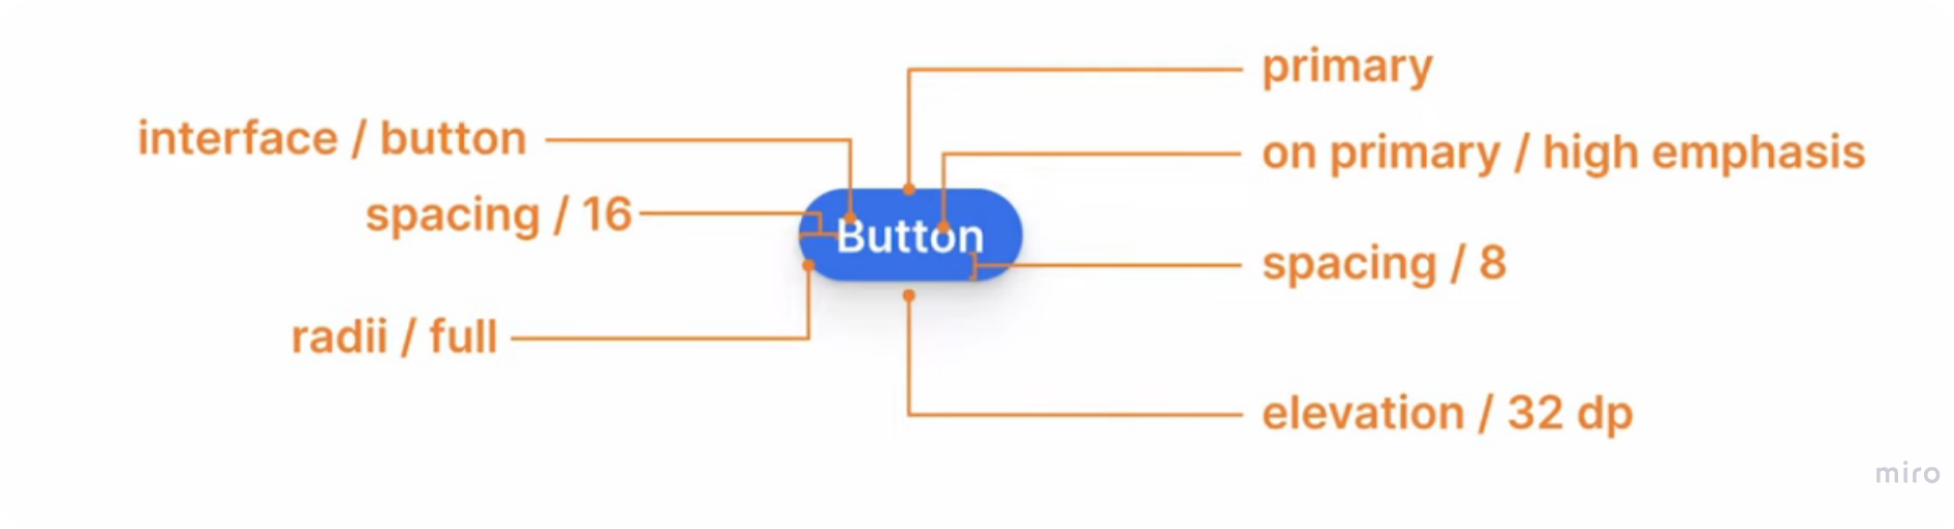 primary
interface / button
on primary / high emphasis
spacing / 16
Button
spacing / 8
radii / full
elevation / 32 dp
miro